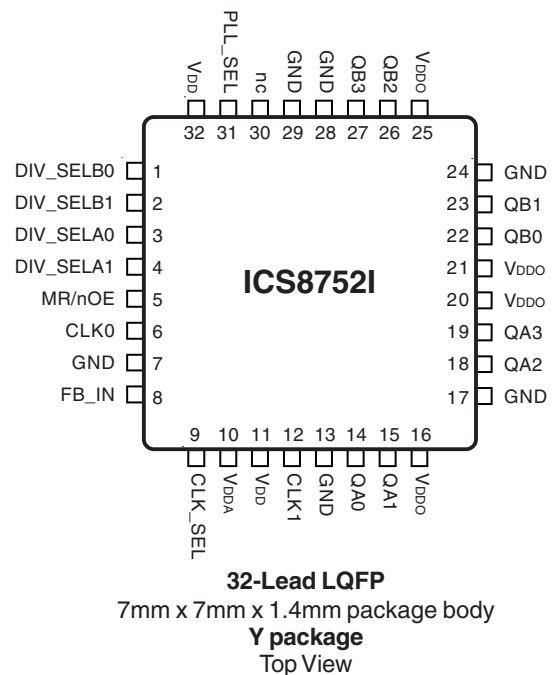 VDD PLL_SEL nc GND GND QB3 QB2 VDDO
32 31 30 29 28 27 26 25
DIV_SELB0 1
DIV_SELB1 2
DIV_SELA0 3
DIV_SELA1 4
MR/nOE 5
CLK0 6
GND 7
FB_IN 8
ICS8752I
24 GND
23 QB1
22 QB0
21 VDDO
20 VDDO
19 QA3
18 QA2
17 GND
9 10 11 12 13 14 15 16
CLK_SEL VDDA VDD CLK1 GND QA0 QA1 VDDO
32-Lead LQFP
7mm x 7mm x 1.4mm package body
Y package
Top View